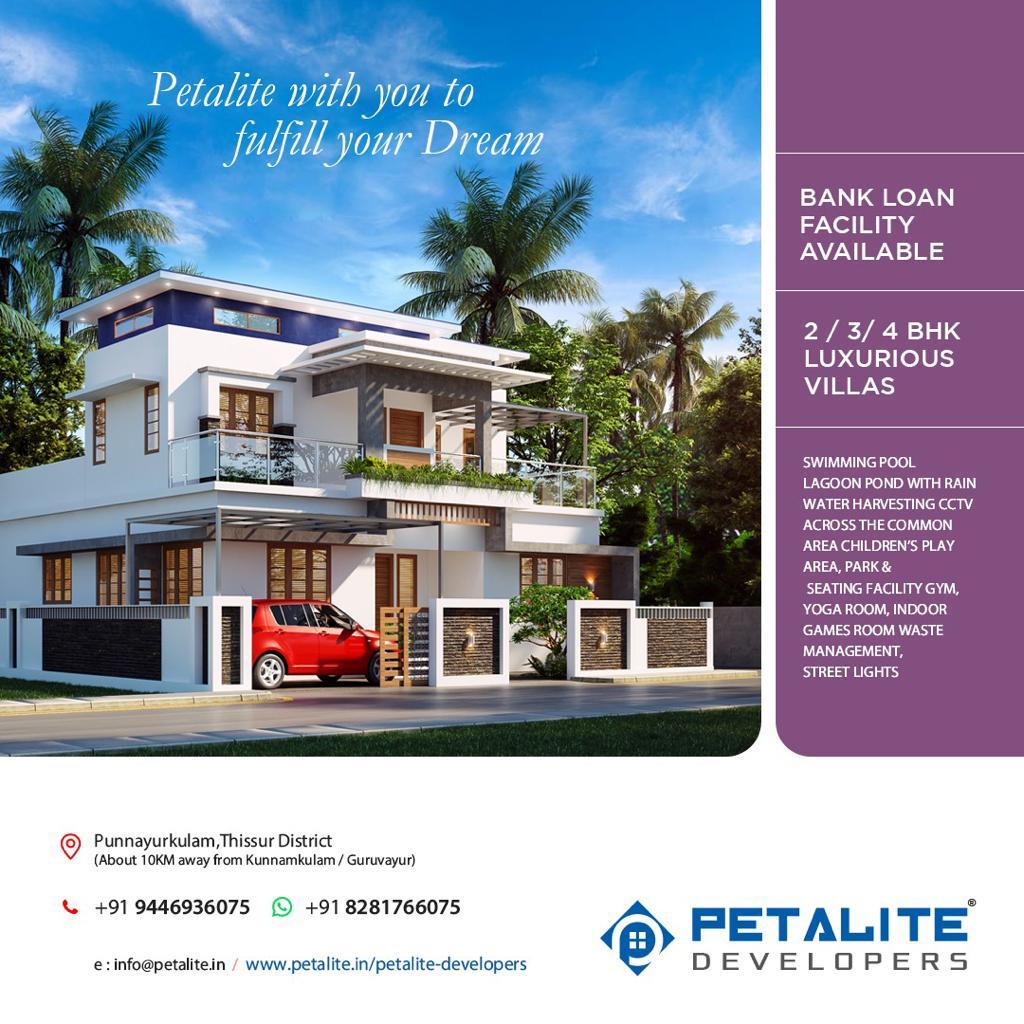 Petalite with you to
fulfill your Dream
BANK LOAN
FACILITY
AVAILABLE
2 / 3/ 4 BHK
LUXURIOUS
VILLAS
SWIMMING POOL
LAGOON POND WITH RAIN
WATER HARVESTING CCTV
ACROSS THE COMMON
AREA CHILDREN'S PLAY
AREA, PARK &
SEATING FACILITY GYM,
YOGA ROOM, INDOOR
GAMES ROOM WASTE
MANAGEMENT,
STREET LIGHTS
Punnayurkulam,Thissur District
(About 10KM away from Kunnamkulam / Guruvayur)
+91 9446936075 +91 8281766075
e : info@petalite.in / www.petalite.in/petalite-developers
PETALITE®
DEVELOPERS